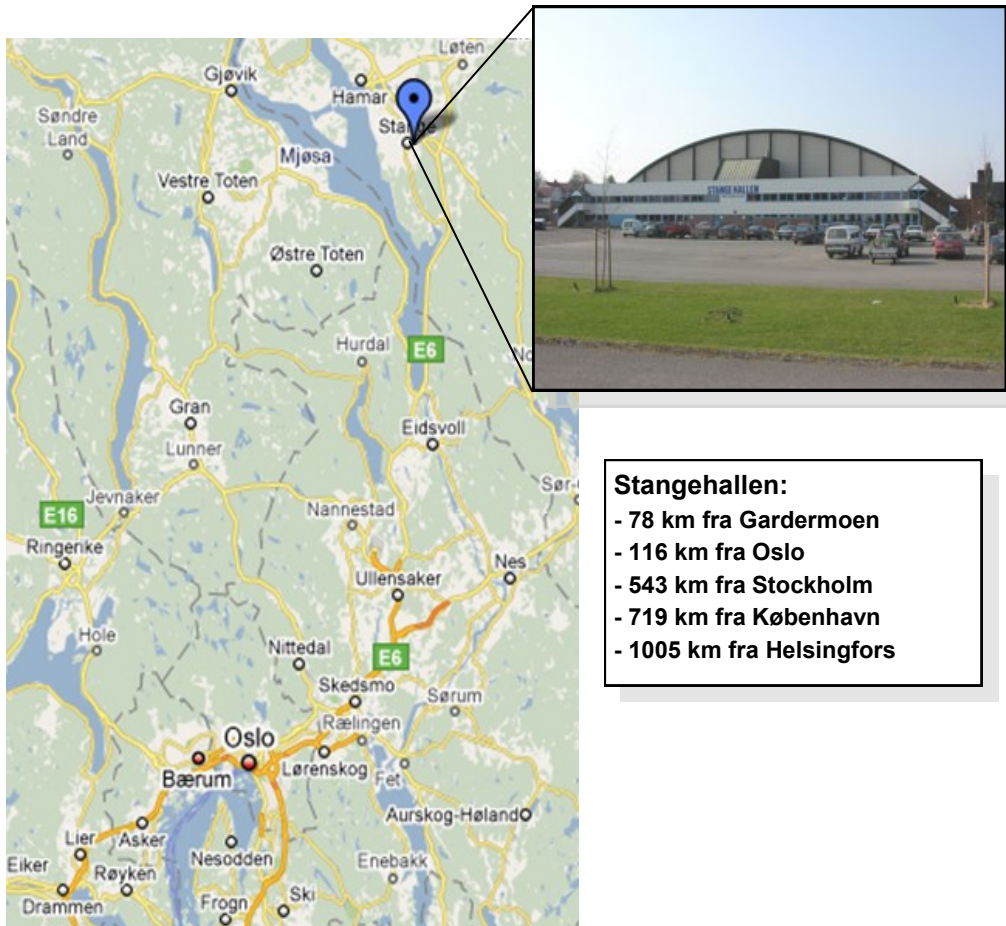 Løten
Gjøvik
Hamar
Søndre
Land
Stange
Mjøsa
Vestre Toten
STANGEHALLEN
Østre Toten
Hurdal
E6
No
Gran
Eidsvoll
Lunner
Stangehallen:
- 78 km fra Gardermoen
- 116 km fra Oslo
- 543 km fra Stockholm
- 719 km fra København
- 1005 km fra Helsingfors
Sør-
Jevnaker
E16
Nannestad
Ringerike
Nes
Ullensaker
Hole
Nittedal
E6
Skedsmo
Sørum
Rælingen
Oslo
Lørenskog
Bærum
Fet
Aurskog-Høland
Lier
Asker
Nesodden
Enebakk
Eiker
Røyken
Drammen
Frogn
Ski